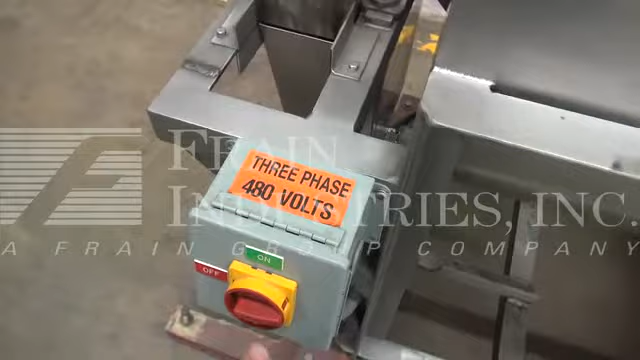 THREE PHASE
480 VOLTS
FRAIN
INDUSTRIES, INC.
A FRAIN GROUP COMPANY
ON
OFF